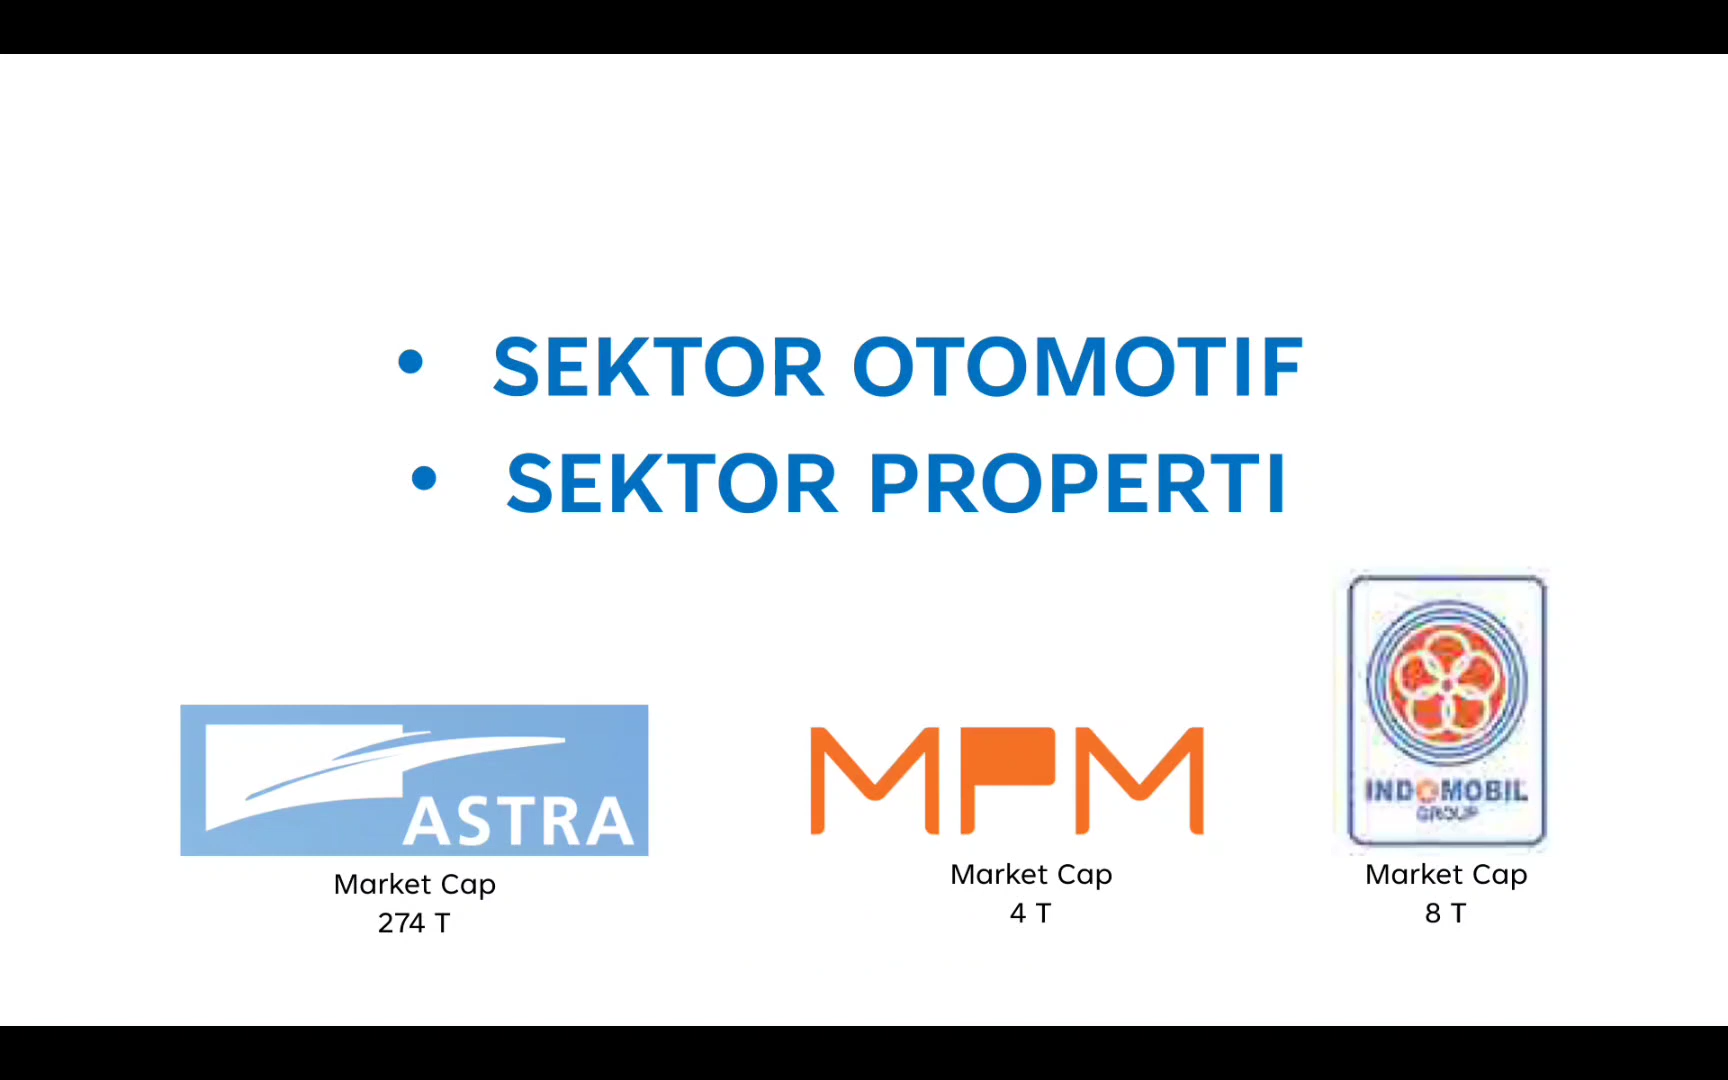 • SEKTOR OTOMOTIF
• SEKTOR PROPERTI
ASTRA
Market Cap
274 T
MPM
Market Cap
4 T
INDOMOBIL
GROUP
Market Cap
8 T